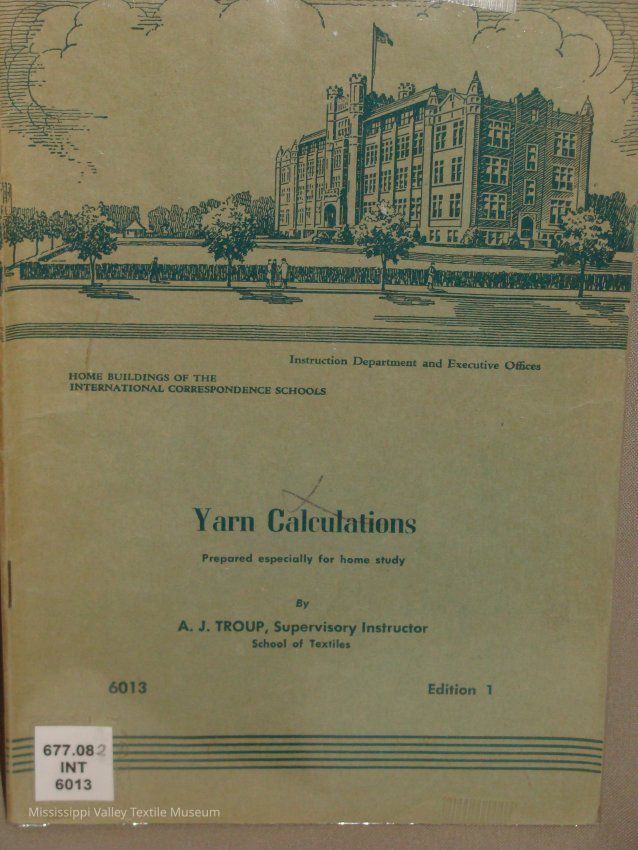 Instruction Department and Executive Offices
HOME BUILDINGS OF THE
INTERNATIONAL CORRESPONDENCE SCHOOLS
Yarn Calculations
Prepared especially for home study
By
A. J. TROUP, Supervisory Instructor
School of Textiles
6013
Edition 1
677.082
INT
6013
Mississippi Valley Textile Museum